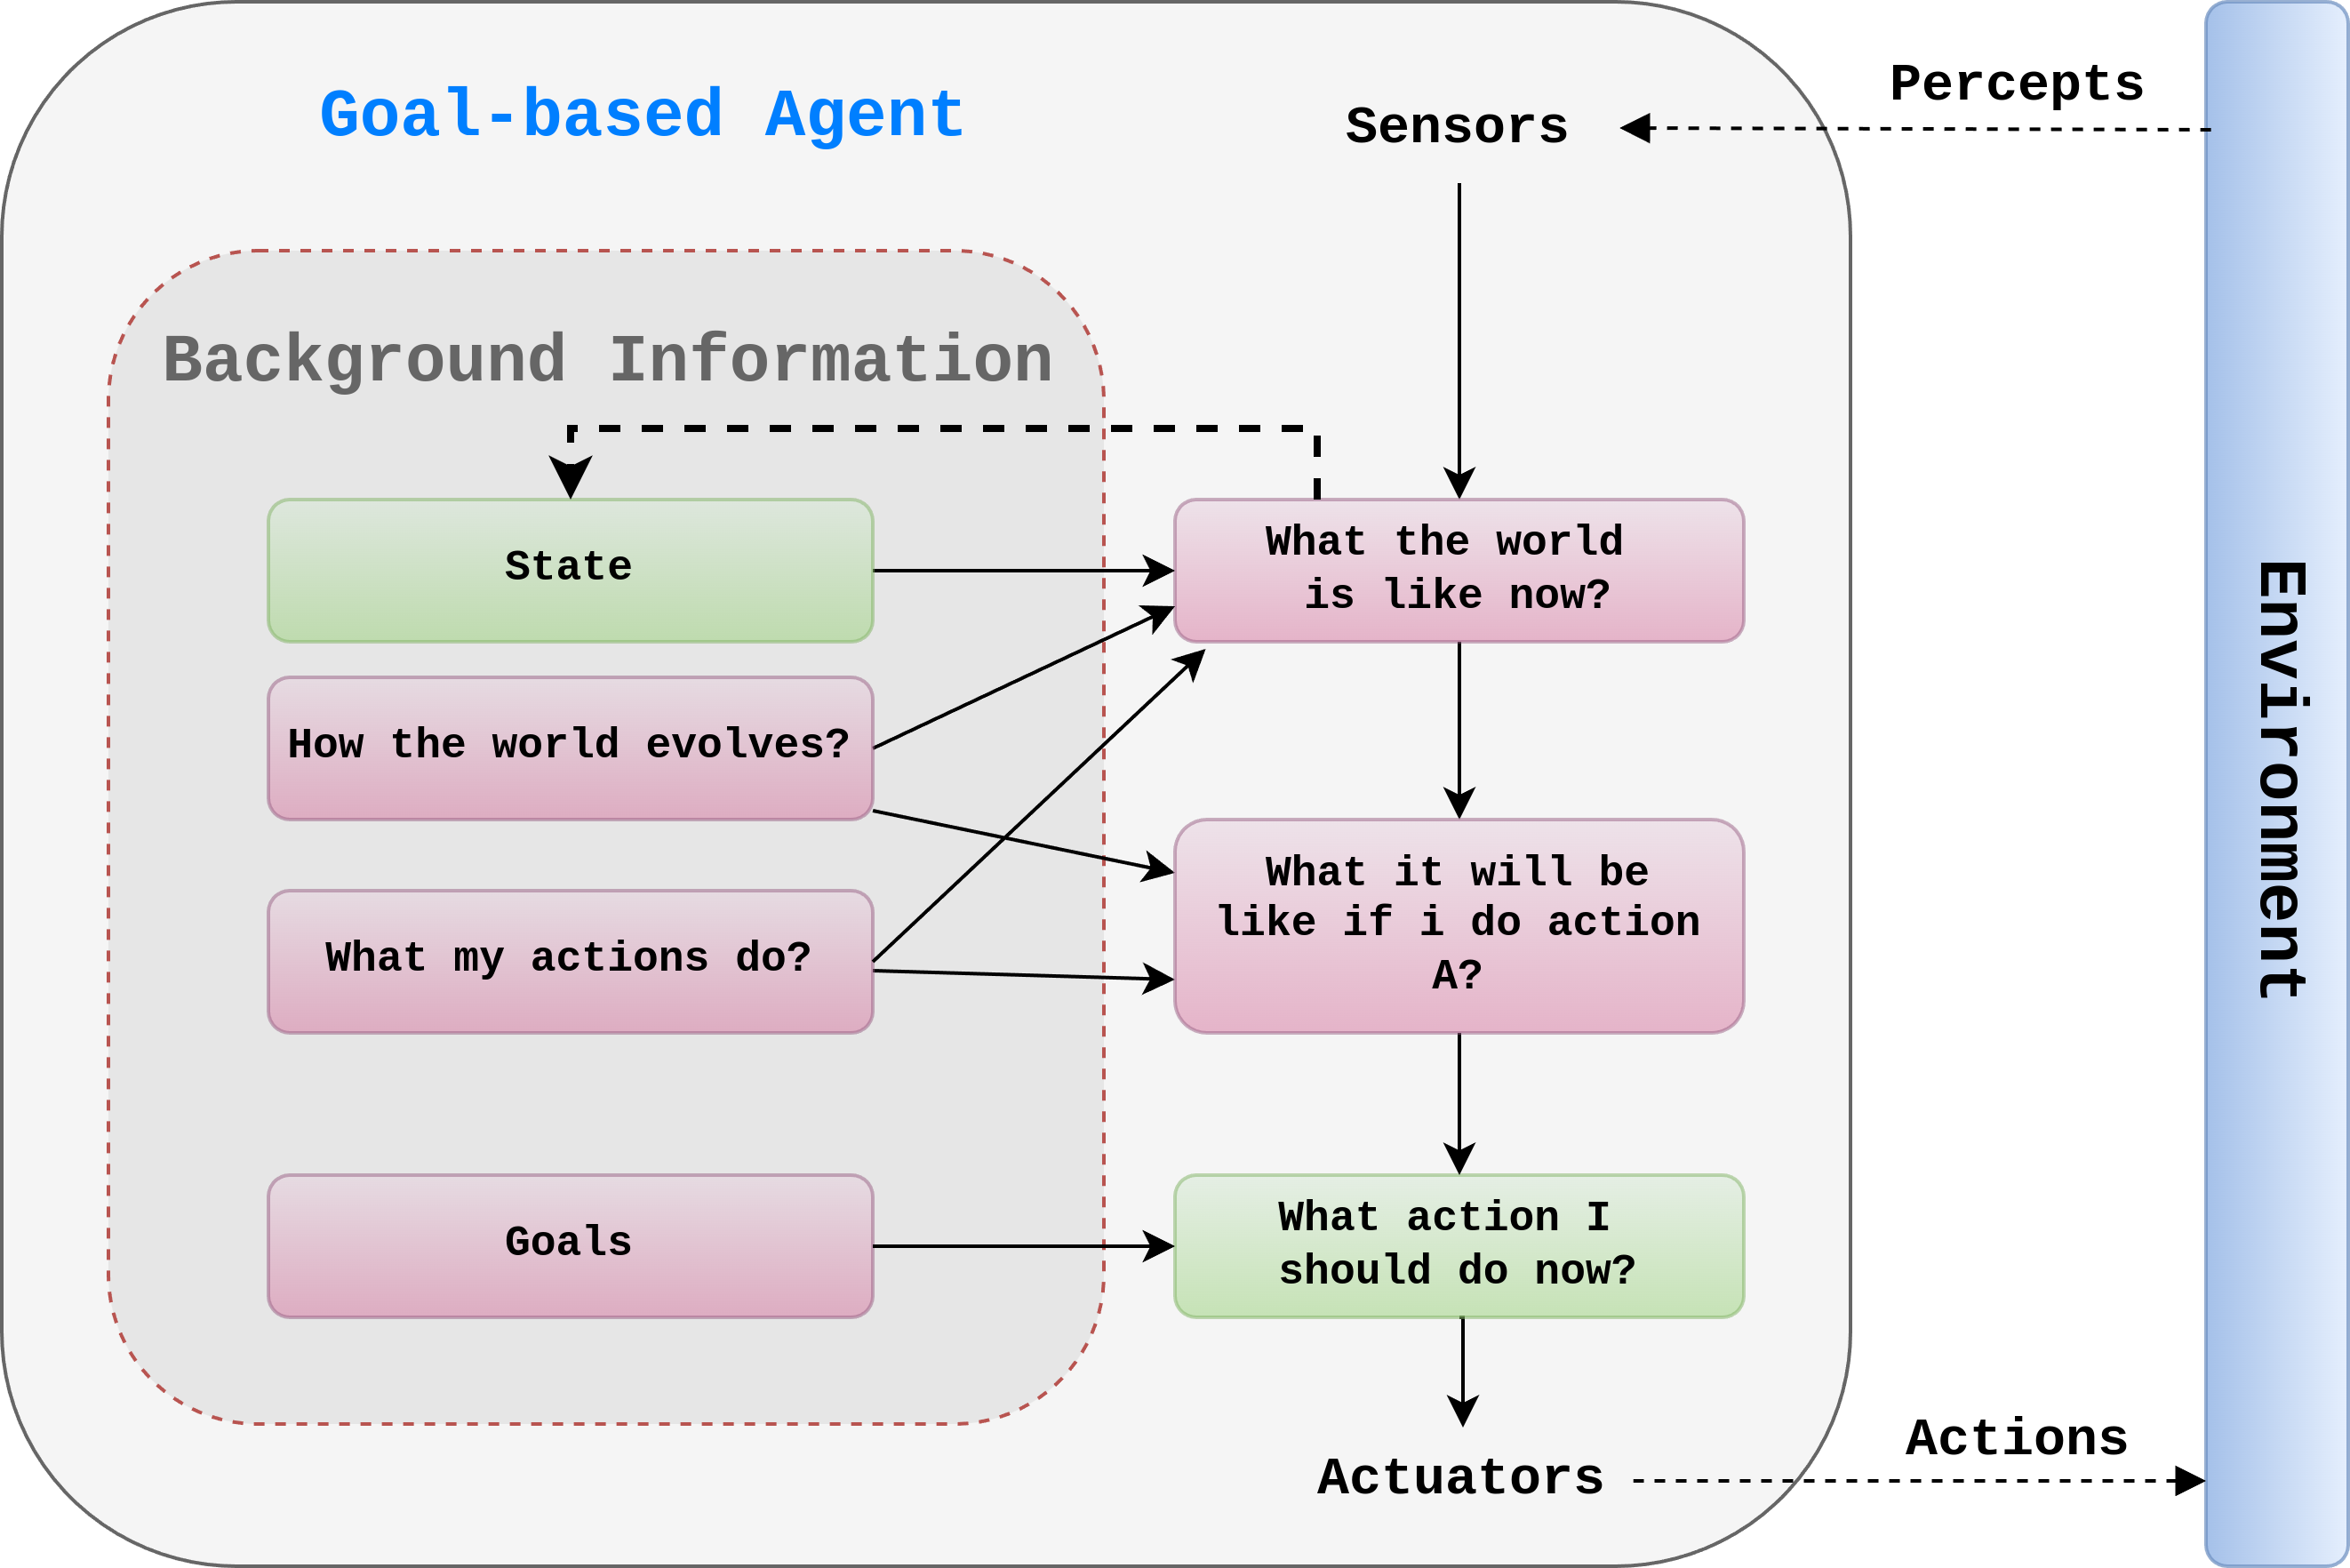 Goal-based Agent
Sensors
Percepts
Background Information
State
What the world
is like now?
How the world evolves?
What it will be
like if i do action
A?
What my actions do?
Goals
What action I
should do now?
Actuators
Actions
Environment